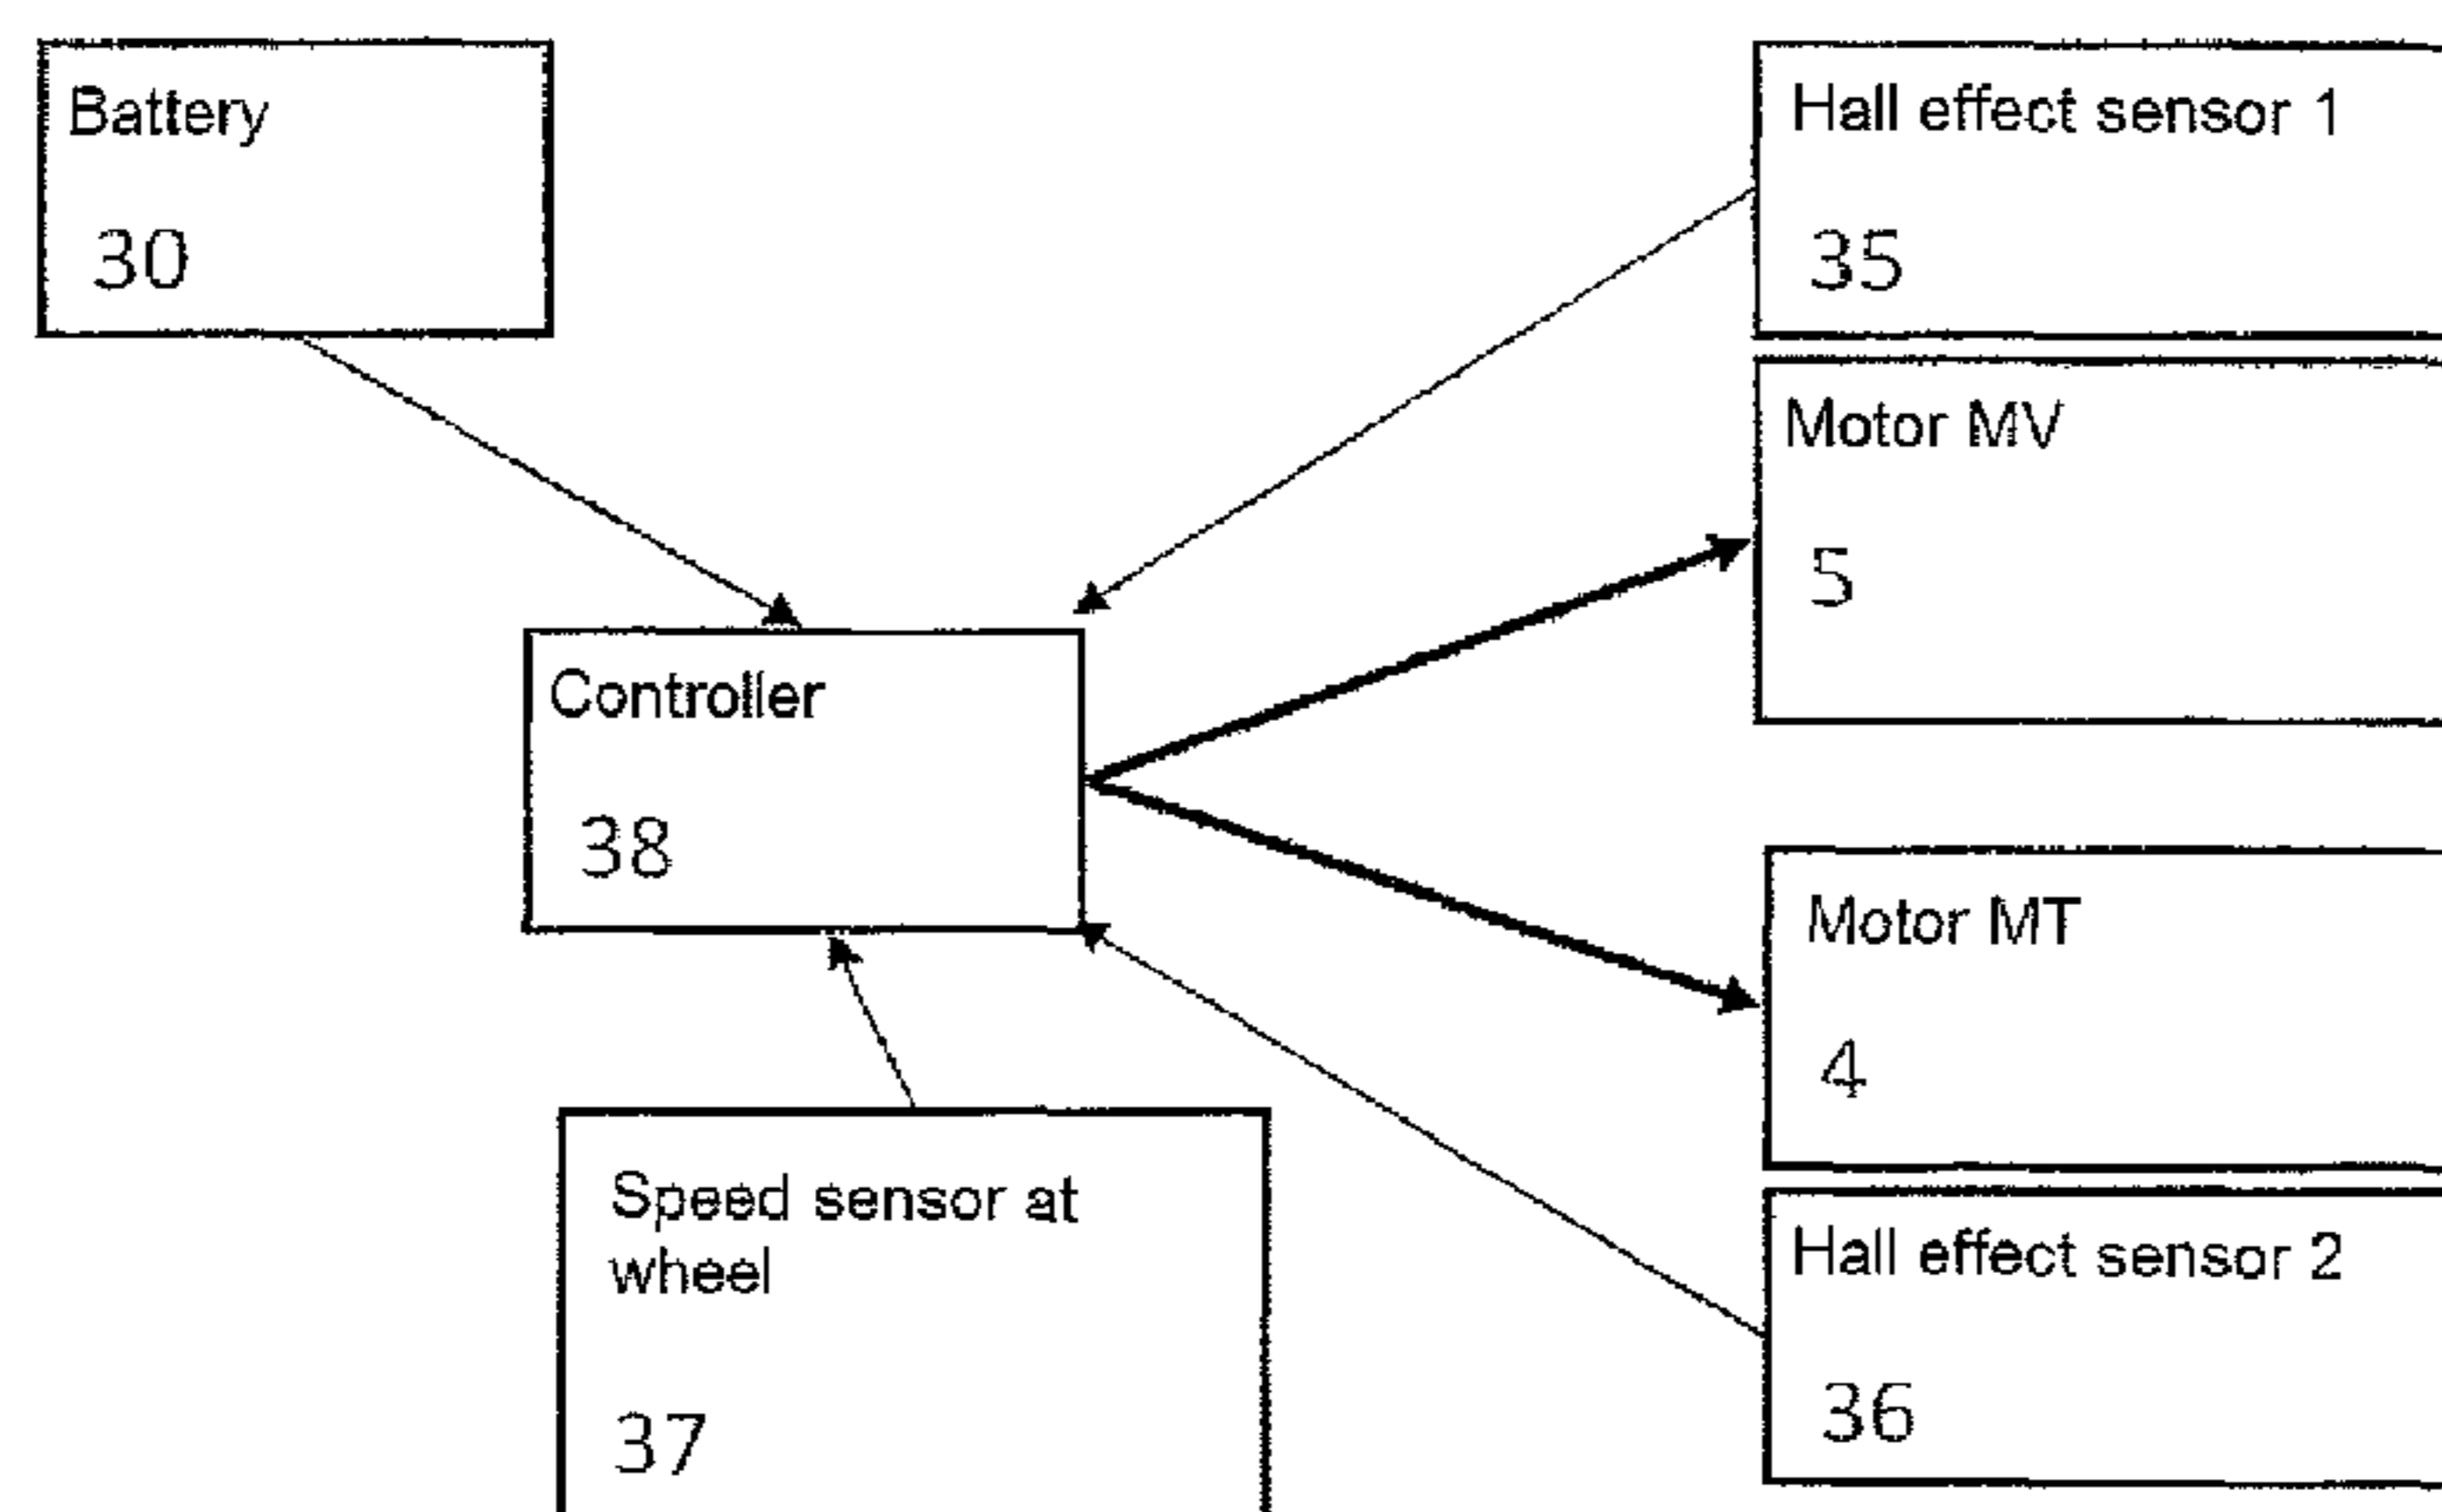 Battery
30
Hall effect sensor 1
35
Motor MV
5
Controller
38
Motor MT
4
Speed sensor at
wheel
37
Hall effect sensor 2
36